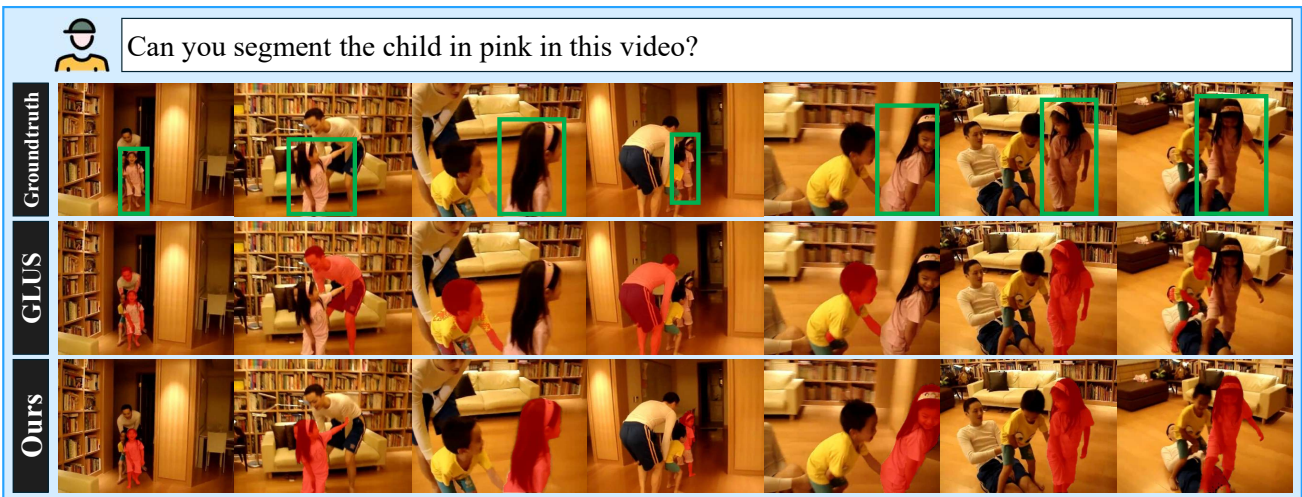 Can you segment the child in pink in this video?
Groundtruth
GLUS
Ours